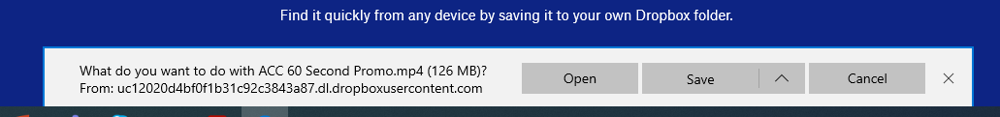 Find it quickly from any device by saving it to your own Dropbox folder.
What do you want to do with ACC 60 Second Promo.mp4 (126 MB)?
From: uc12020d4bf0f1b31c92c3843a87.dl.dropboxusercontent.com
Open
Save
Cancel